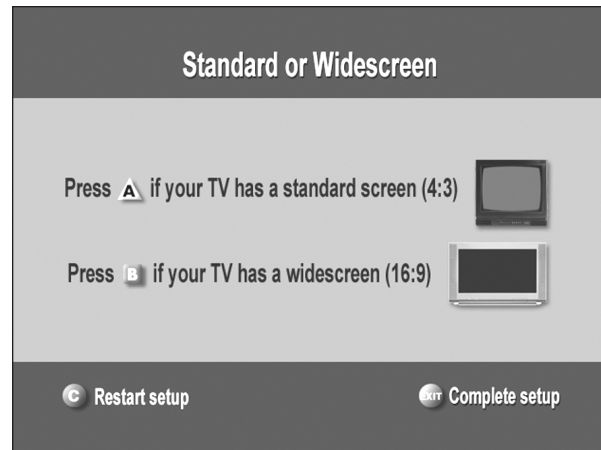 Standard or Widescreen
Press A if your TV has a standard screen (4:3)
Press B if your TV has a widescreen (16:9)
C Restart setup
EXIT Complete setup